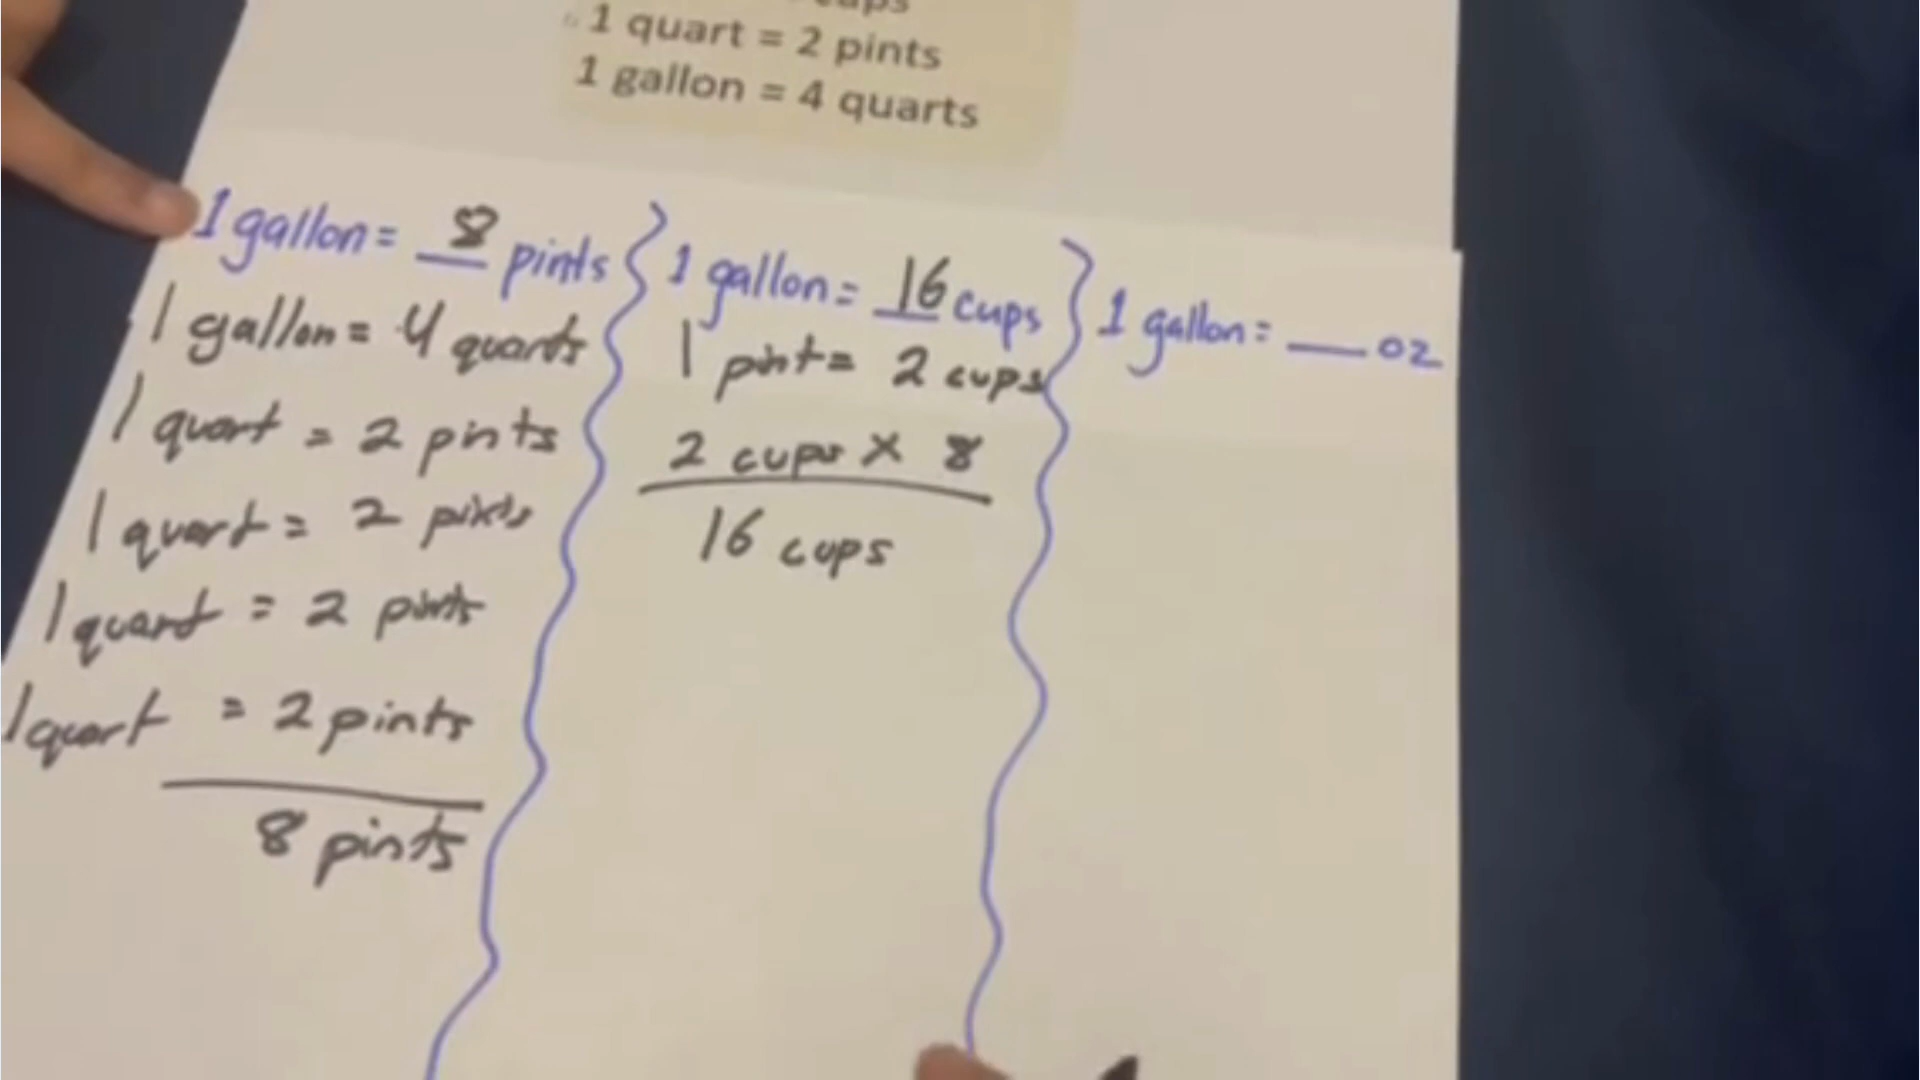 cups
1 quart = 2 pints
1 gallon = 4 quarts
1 gallon = 8 pints
1 gallon = 4 quarts
1 quart = 2 pints
1 quart = 2 pints
1 quart = 2 pints
1 quart = 2 pints
8 pints
1 gallon = 16 cups
1 pint = 2 cups
2 cups x 8
16 cups
1 gallon = ___ oz